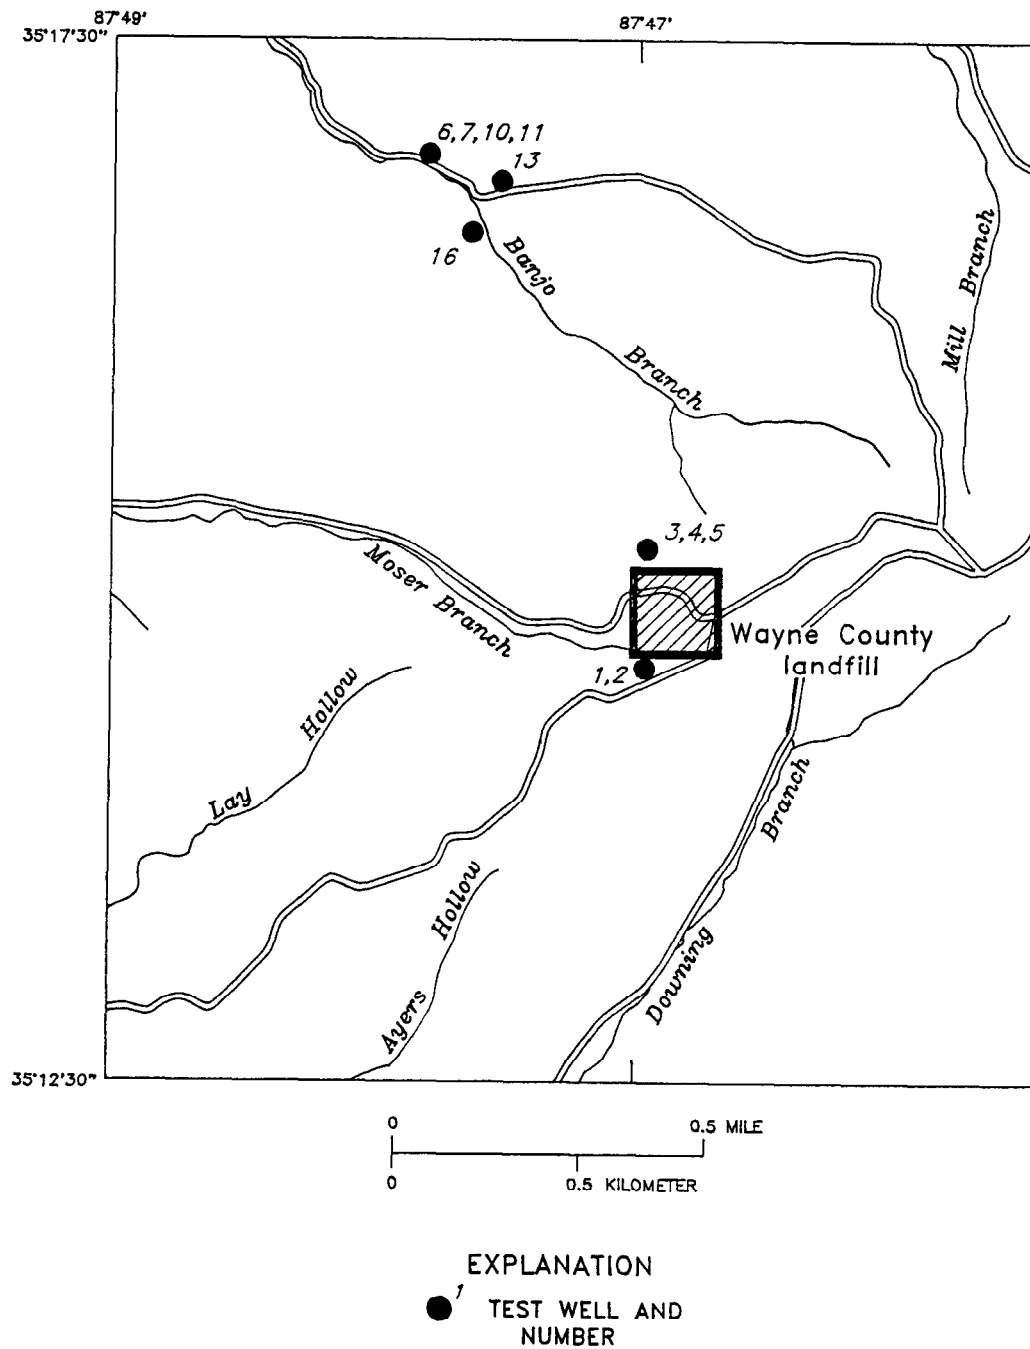 87°49'
87°47'
35°17'30"
6,7,10,11
13
16
Banjo
Branch
Mill Branch
3,4,5
Moser Branch
Wayne County
landfill
1,2
Lay Hollow
Ayers Hollow
Downing Branch
35°12'30"
0
0.5 MILE
0
0.5 KILOMETER
EXPLANATION
1
TEST WELL AND
NUMBER